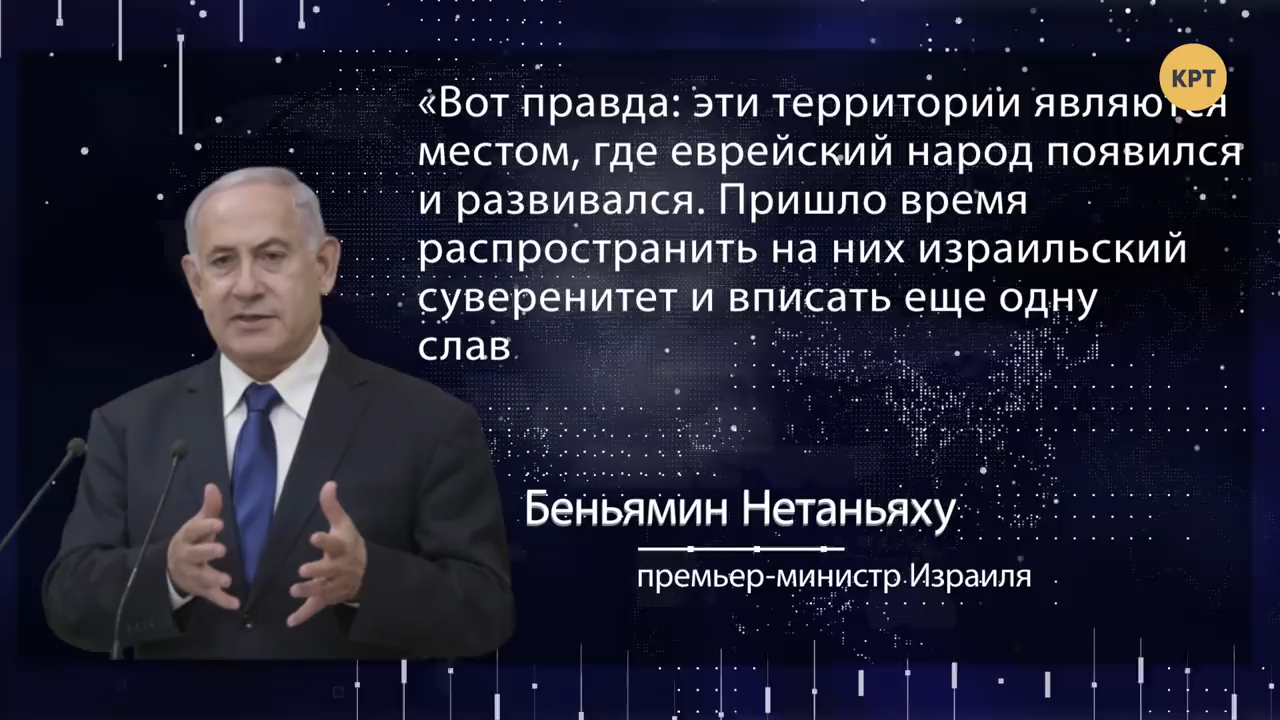 КРТ
«Вот правда: эти территории являются
местом, где еврейский народ появился
и развивался. Пришло время
распространить на них израильский
суверенитет и вписать еще одну
слав
Беньямин Нетаньяху
премьер-министр Израиля